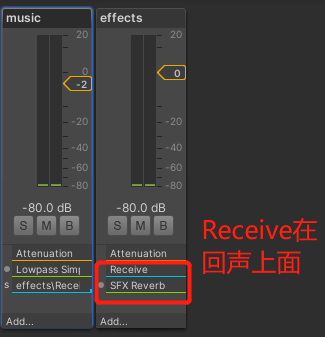 music
20
0
-2
-20
-40
-60
-80
-80.0 dB
S M B
Attenuation
Lowpass Simp
s effects\Recei
Add...
effects
20
0
0
-20
-40
-60
-80
-80.0 dB
S M B
Attenuation
Receive
SFX Reverb
Add...
Receive在
回声上面